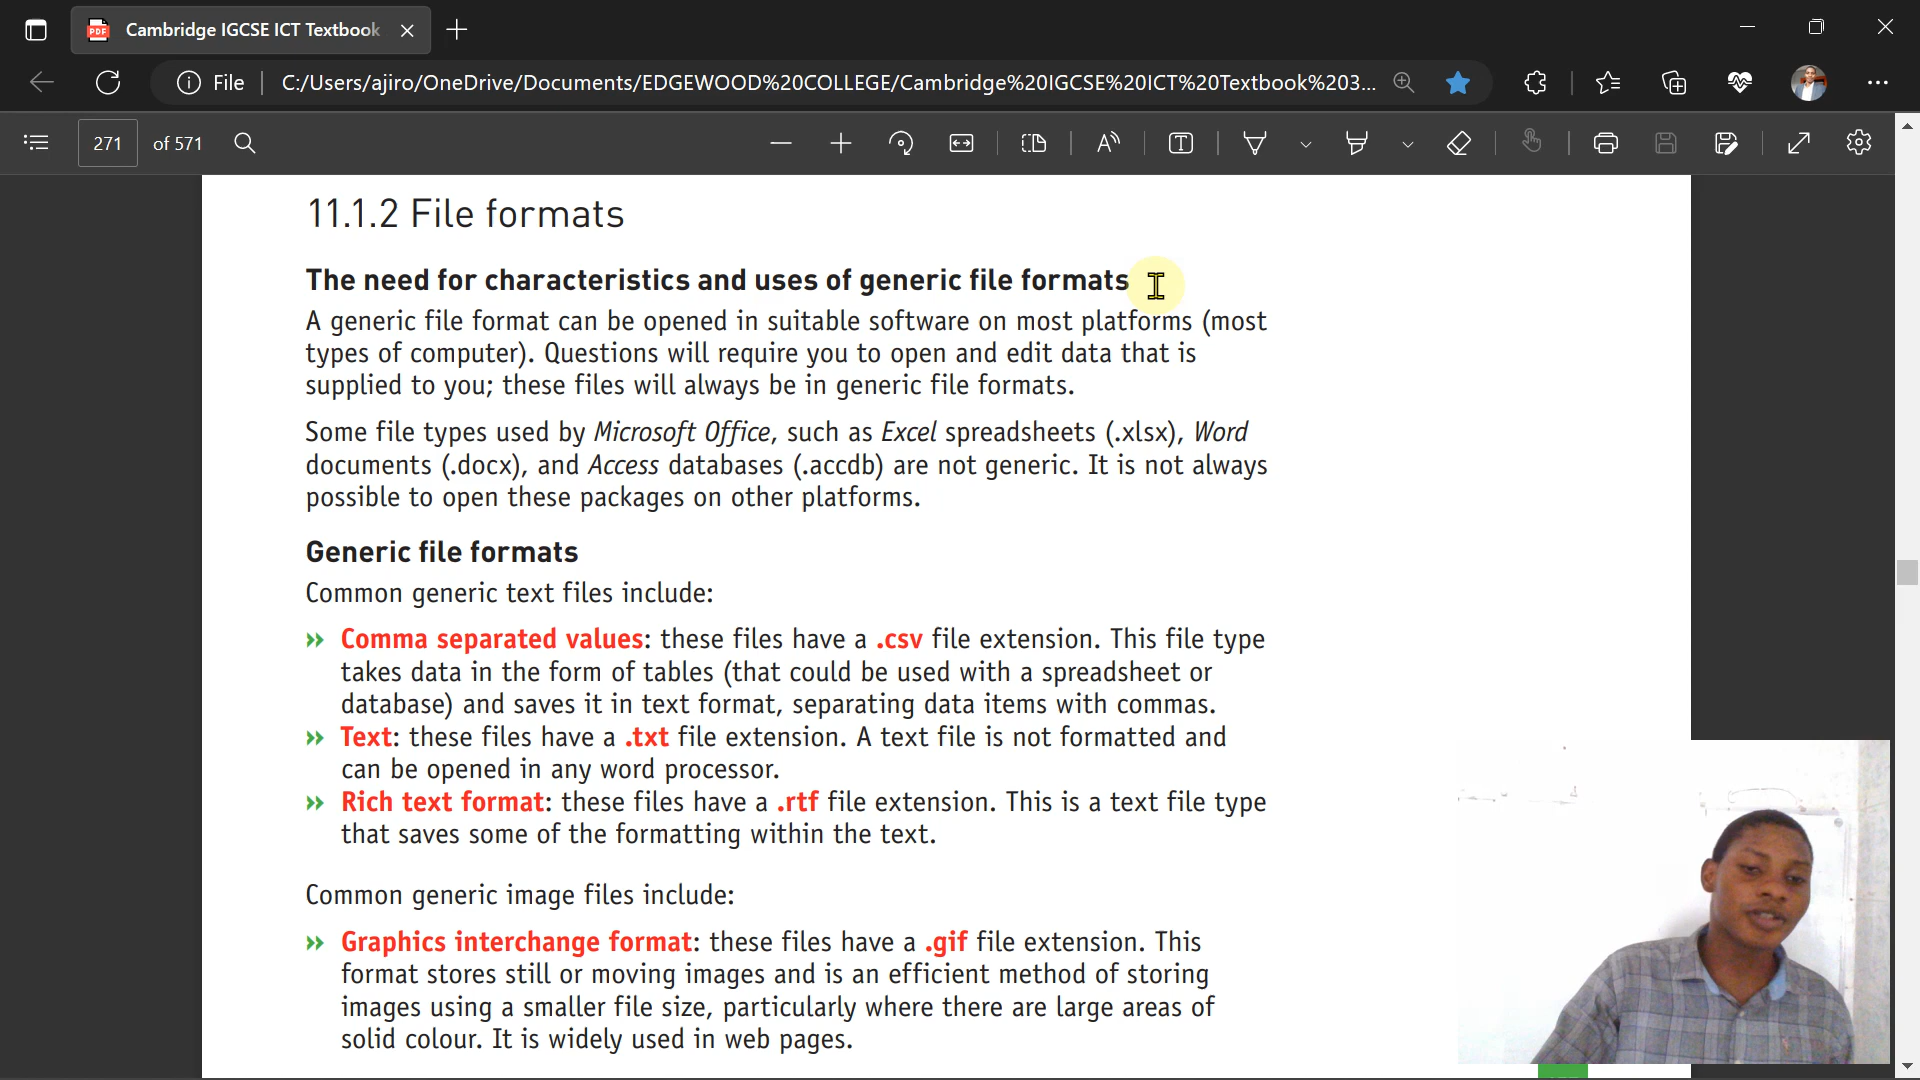 Cambridge IGCSE ICT Textbook
File
C:/Users/ajiro/OneDrive/Documents/EDGEWOOD%20COLLEGE/Cambridge%20IGCSE%20ICT%20Textbook%203...
271 of 571
11.1.2 File formats
The need for characteristics and uses of generic file formats
A generic file format can be opened in suitable software on most platforms (most
types of computer). Questions will require you to open and edit data that is
supplied to you; these files will always be in generic file formats.
Some file types used by Microsoft Office, such as Excel spreadsheets (.xlsx), Word
documents (.docx), and Access databases (.accdb) are not generic. It is not always
possible to open these packages on other platforms.
Generic file formats
Common generic text files include:
» Comma separated values: these files have a .csv file extension. This file type
takes data in the form of tables (that could be used with a spreadsheet or
database) and saves it in text format, separating data items with commas.
» Text: these files have a .txt file extension. A text file is not formatted and
can be opened in any word processor.
» Rich text format: these files have a .rtf file extension. This is a text file type
that saves some of the formatting within the text.
Common generic image files include:
» Graphics interchange format: these files have a .gif file extension. This
format stores still or moving images and is an efficient method of storing
images using a smaller file size, particularly where there are large areas of
solid colour. It is widely used in web pages.